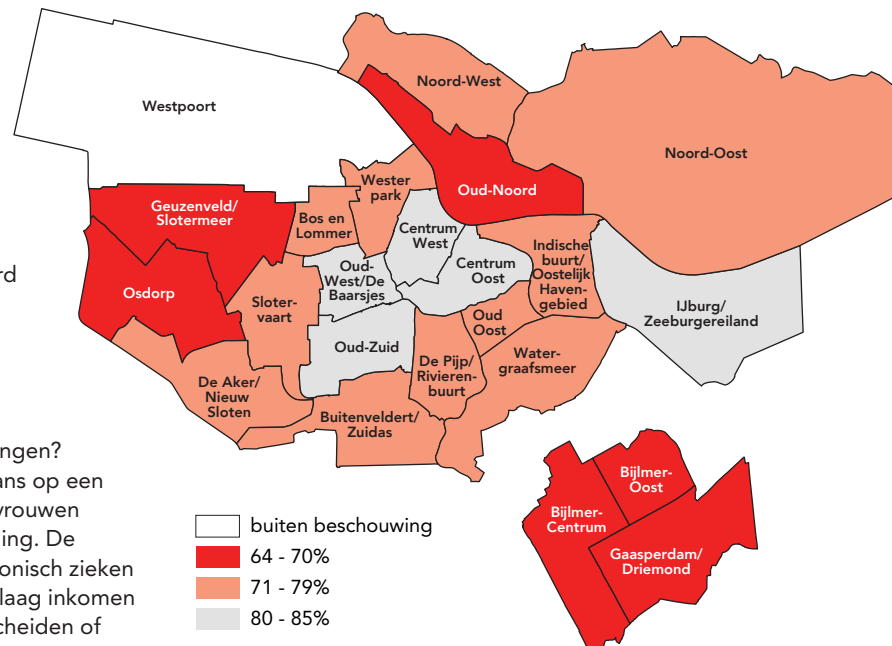 Westpoort
Noord-West
Noord-Oost
Oud-Noord
Wester
park
Geuzenveld/
Slotermeer
Bos en
Lommer
Centrum
West
Centrum
Oost
Indische
buurt/
Oostelijk
Haven-
gebied
Oud-
West/De
Baarsjes
Osdorp
Sloter-
vaart
IJburg/
Zeeburgereiland
Oud
Oost
Oud-Zuid
De Pijp/
Rivieren-
buurt
Water-
graafsmeer
De Aker/
Nieuw
Sloten
Buitenveldert/
Zuidas
Bijlmer-
Oost
Bijlmer-
Centrum
Gaasperdam/
Driemond
buiten beschouwing
64 - 70%
71 - 79%
80 - 85%
rd
ngen?
ans op een
vrouwen
ing. De
onisch zieken
laag inkomen
cheiden of